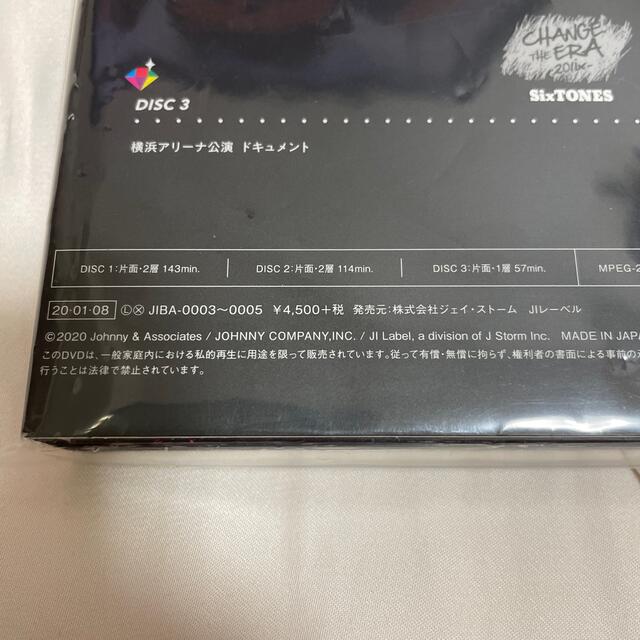 CHANGE
THE ERA
-201ix-
SixTONES
DISC 3
横浜アリーナ公演 ドキュメント
DISC 1:片面・2層 143min.
DISC 2:片面・2層 114min.
DISC 3:片面・1層 57min.
MPEG-2
20・01・08 Ⓛ JIBA-0003〜0005 ¥4,500+税 発売元:株式会社ジェイ・ストーム JIレーベル
©2020 Johnny & Associates / JOHNNY COMPANY,INC. / JI Label, a division of J Storm Inc. MADE IN JAPA
このDVDは、一般家庭内における私的再生に用途を限って販売されています。従って有償・無償に拘らず、権利者の書面による事前の
行うことは法律で禁止されています。